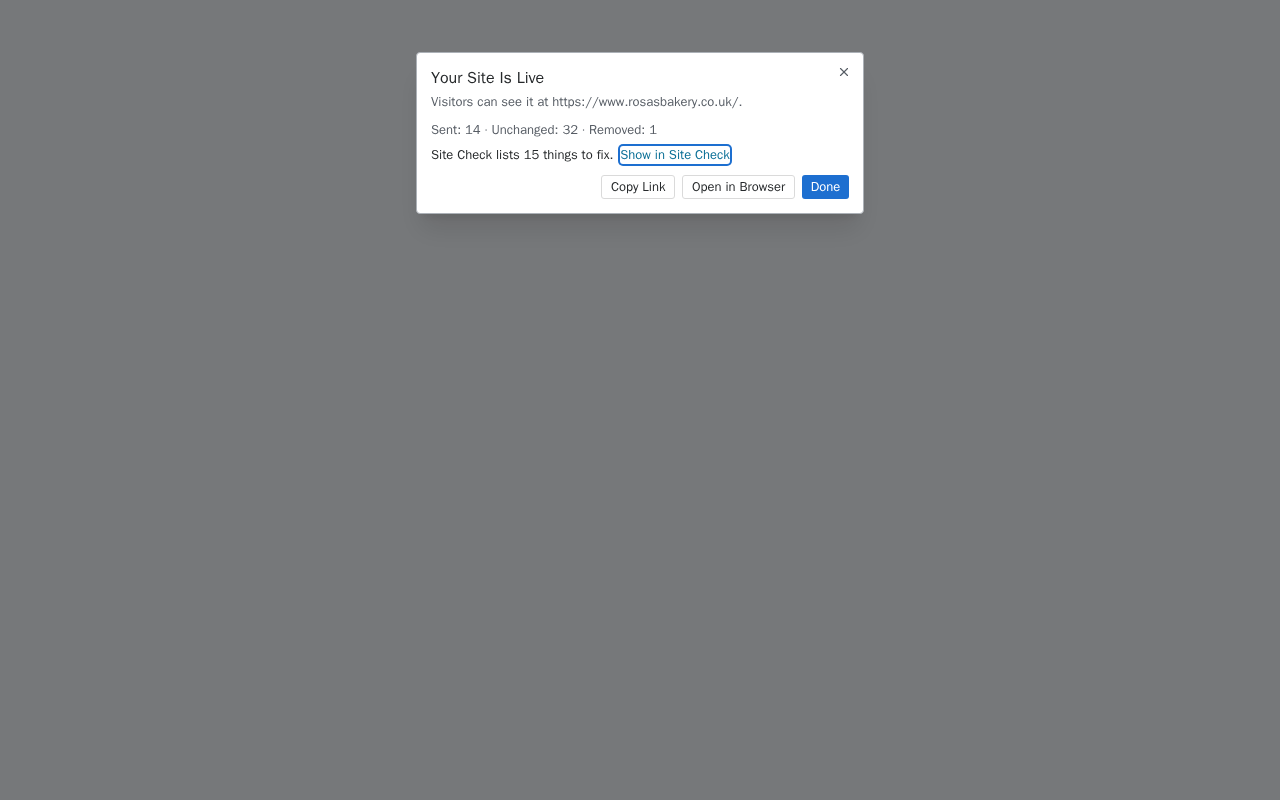 Your Site Is Live
Visitors can see it at https://www.rosasbakery.co.uk/.
Sent: 14 · Unchanged: 32 · Removed: 1
Site Check lists 15 things to fix. Show in Site Check
Copy Link Open in Browser Done